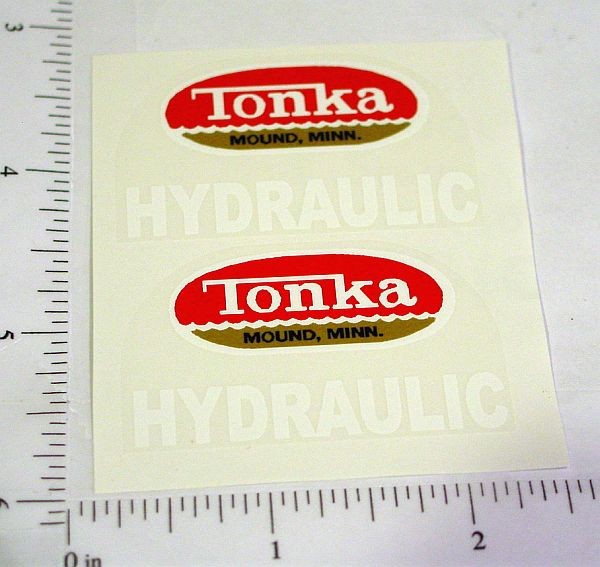 Tonka
MOUND, MINN.
HYDRAULIC
Tonka
MOUND, MINN.
HYDRAULIC
3
4
5
6
0 in
1
2